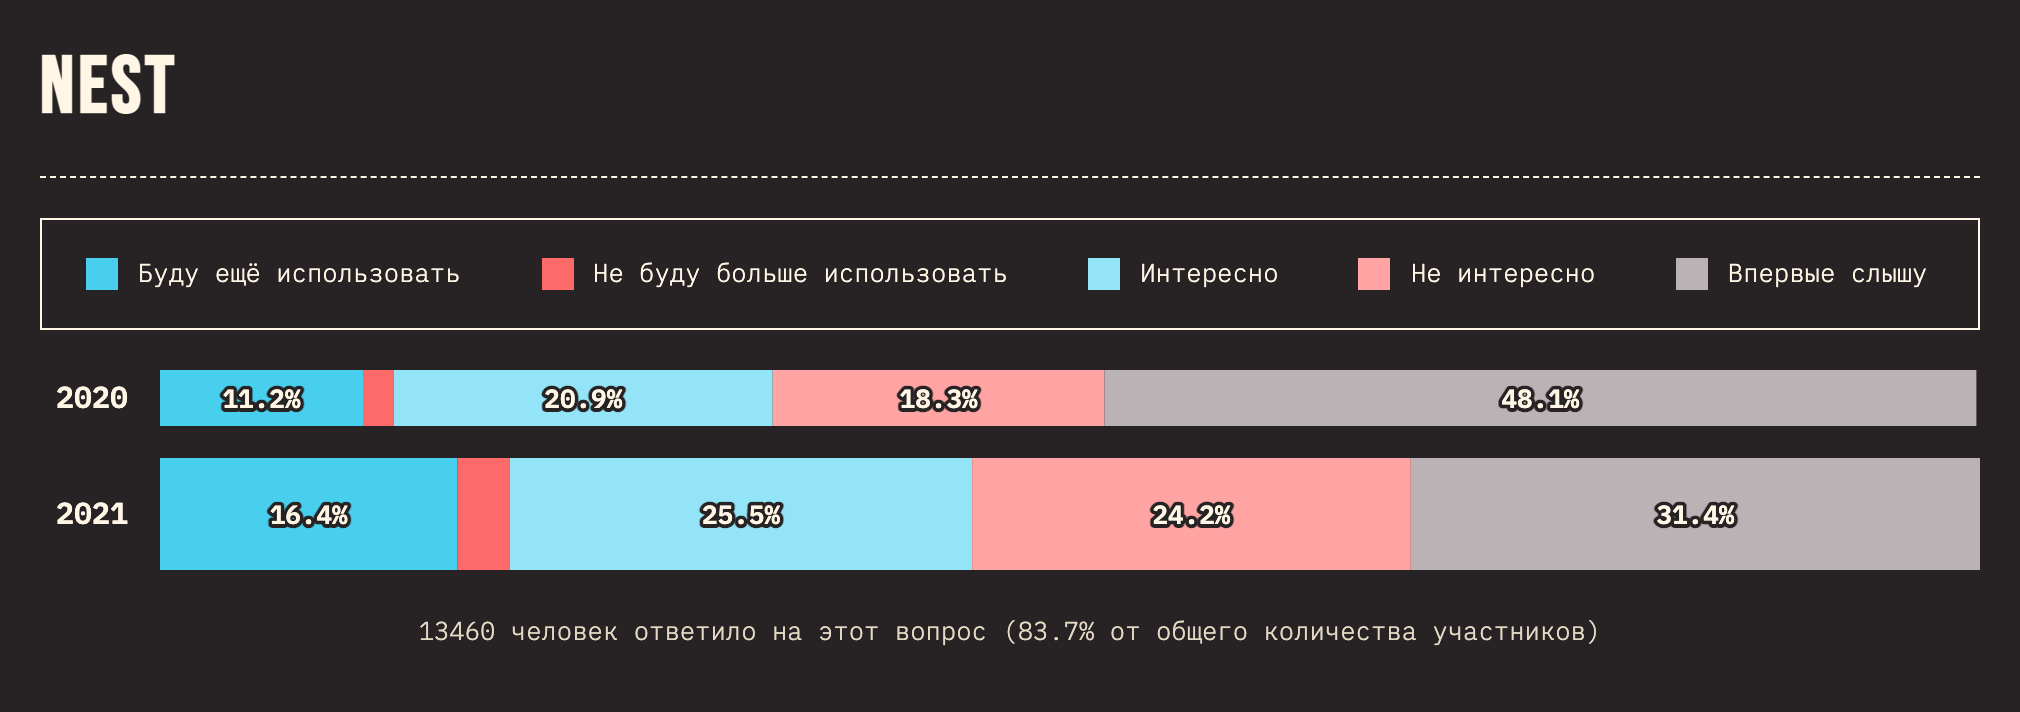 NEST
Буду ещё использовать Не буду больше использовать Интересно Не интересно Впервые слышу
2020 11.2% 20.9% 18.3% 48.1%
2021 16.4% 25.5% 24.2% 31.4%
13460 человек ответило на этот вопрос (83.7% от общего количества участников)